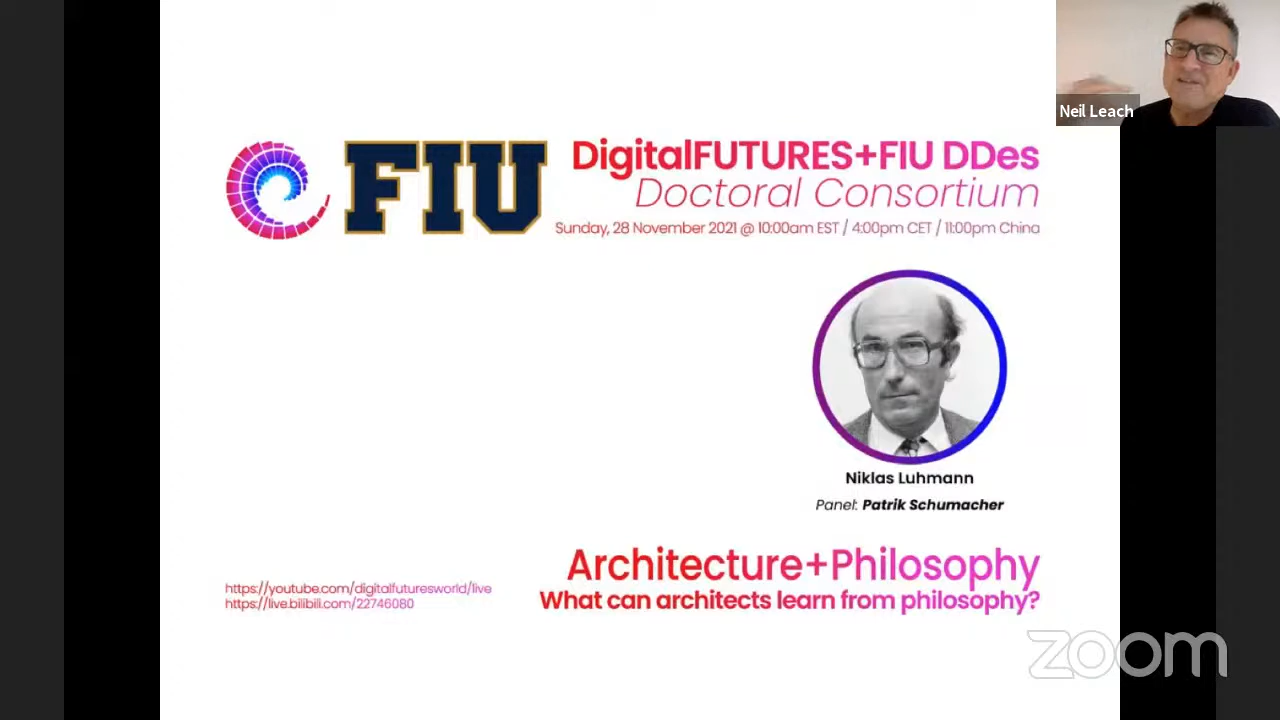 Neil Leach
FIU
DigitalFUTURES+FIU DDes
Doctoral Consortium
Sunday, 28 November 2021 @ 10:00am EST / 4:00pm CET / 11:00pm China
Niklas Luhmann
Panel: Patrik Schumacher
Architecture+Philosophy
What can architects learn from philosophy?
https://youtube.com/digitalfuturesworld/live
https://live.bilibili.com/22746080
zoom